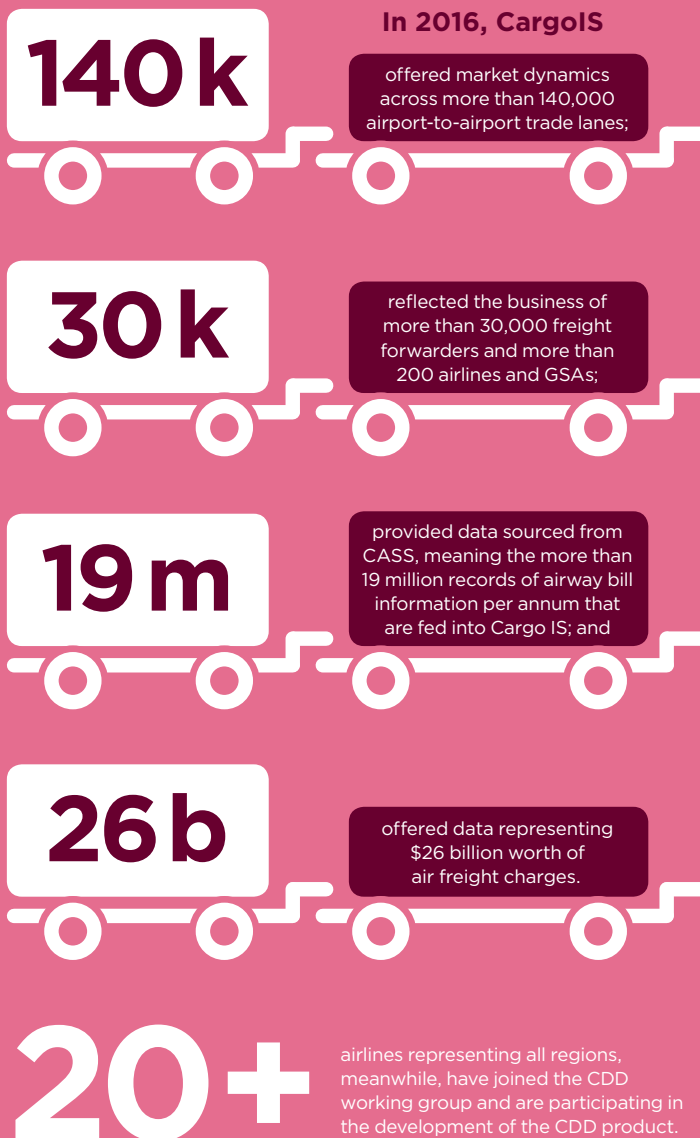 In 2016, CargoIS
140 k
offered market dynamics
across more than 140,000
airport-to-airport trade lanes;
30 k
reflected the business of
more than 30,000 freight
forwarders and more than
200 airlines and GSAs;
19 m
provided data sourced from
CASS, meaning the more than
19 million records of airway bill
information per annum that
are fed into Cargo IS; and
26 b
offered data representing
$26 billion worth of
air freight charges.
20+
airlines representing all regions,
meanwhile, have joined the CDD
working group and are participating in
the development of the CDD product.